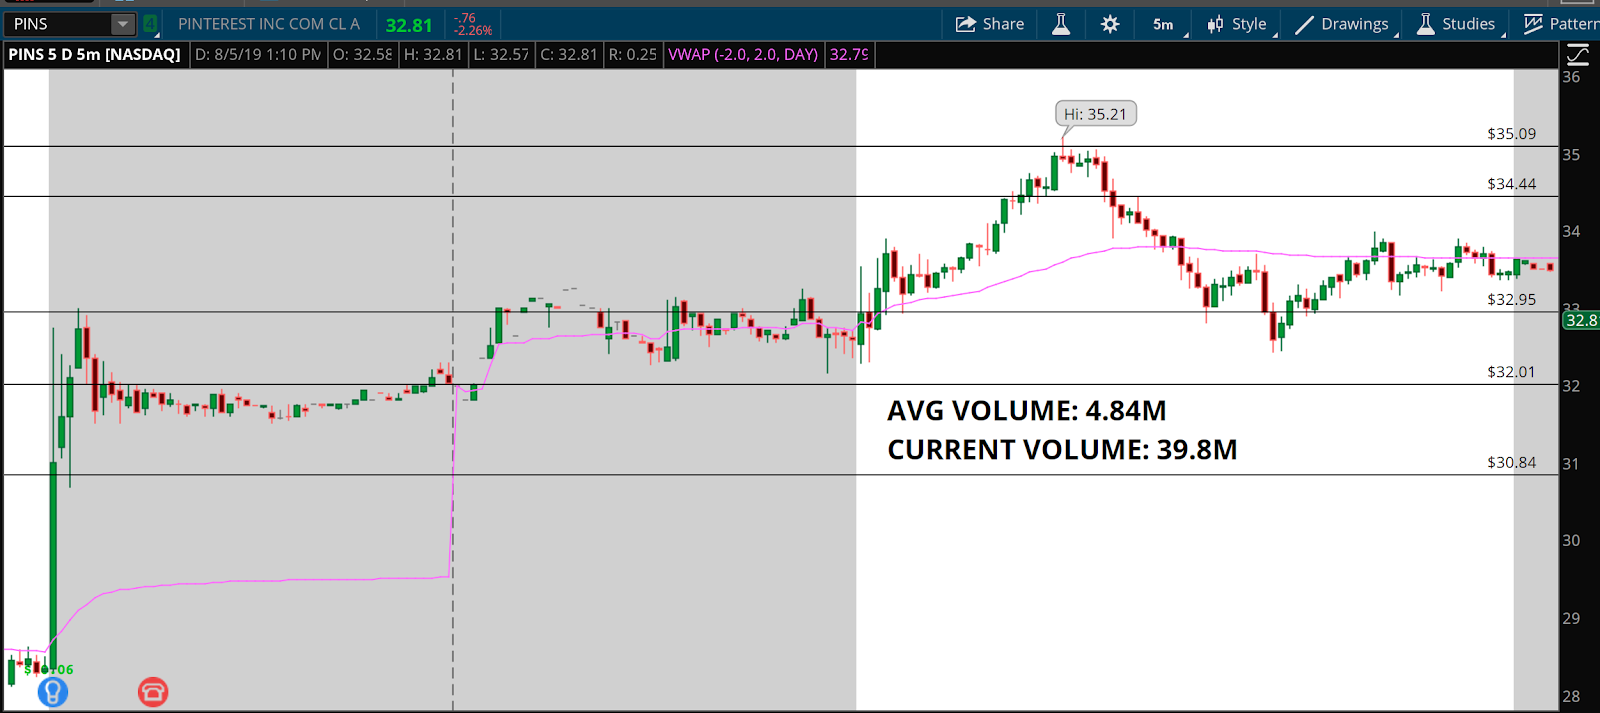 PINS
4
PINTEREST INC COM CL A
32.81
-.76
-2.26%
Share
5m
Style
Drawings
Studies
Pattern
PINS 5 D 5m [NASDAQ]
D: 8/5/19 1:10 PM
O: 32.58
H: 32.81
L: 32.57
C: 32.81
R: 0.25
VWAP (-2.0, 2.0, DAY)
32.79
36
Hi: 35.21
$35.09
35
$34.44
34
$32.95
33
32.8
$32.01
32
AVG VOLUME: 4.84M
CURRENT VOLUME: 39.8M
$30.84
31
30
29
28